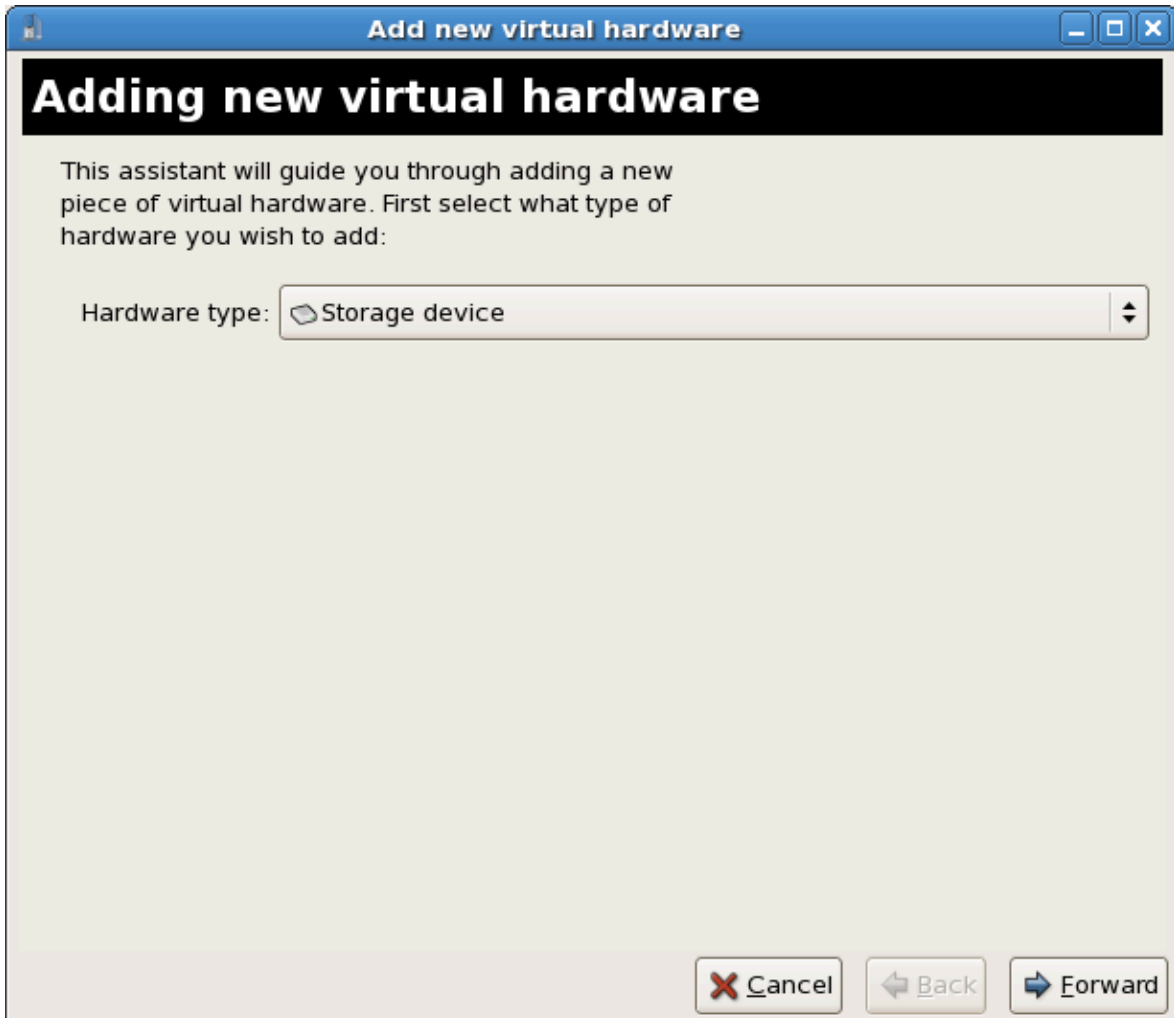 Add new virtual hardware
Adding new virtual hardware
This assistant will guide you through adding a new
piece of virtual hardware. First select what type of
hardware you wish to add:
Hardware type: Storage device
Cancel Back Forward